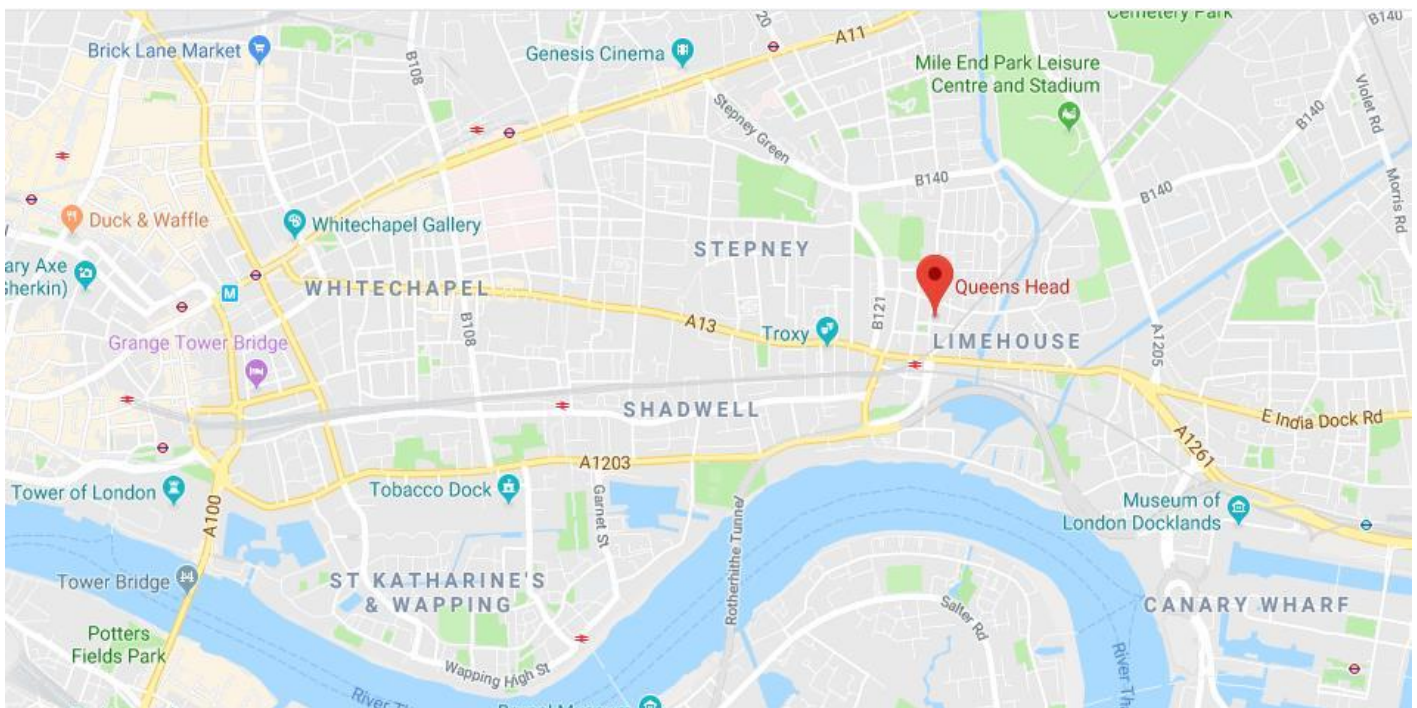 Cemetery Park
B140
20
A11
Brick Lane Market
Genesis Cinema
B108
Mile End Park Leisure
Centre and Stadium
Violet Rd
B140
Stepney Green
B140
B140
Morris Rd
Duck & Waffle
Whitechapel Gallery
STEPNEY
ary Axe
Gherkin)
M
WHITECHAPEL
Queens Head
B121
B108
A13
Troxy
LIMEHOUSE
A1205
Grange Tower Bridge
SHADWELL
E India Dock Rd
A1261
A1203
Tower of London
Tobacco Dock
Garnet St
A100
Museum of
London Docklands
Rotherhithe Tunnel
Tower Bridge
ST KATHARINE'S
& WAPPING
Salter Rd
CANARY WHARF
Potters
Fields Park
Wapping High St
River Th
River Tha